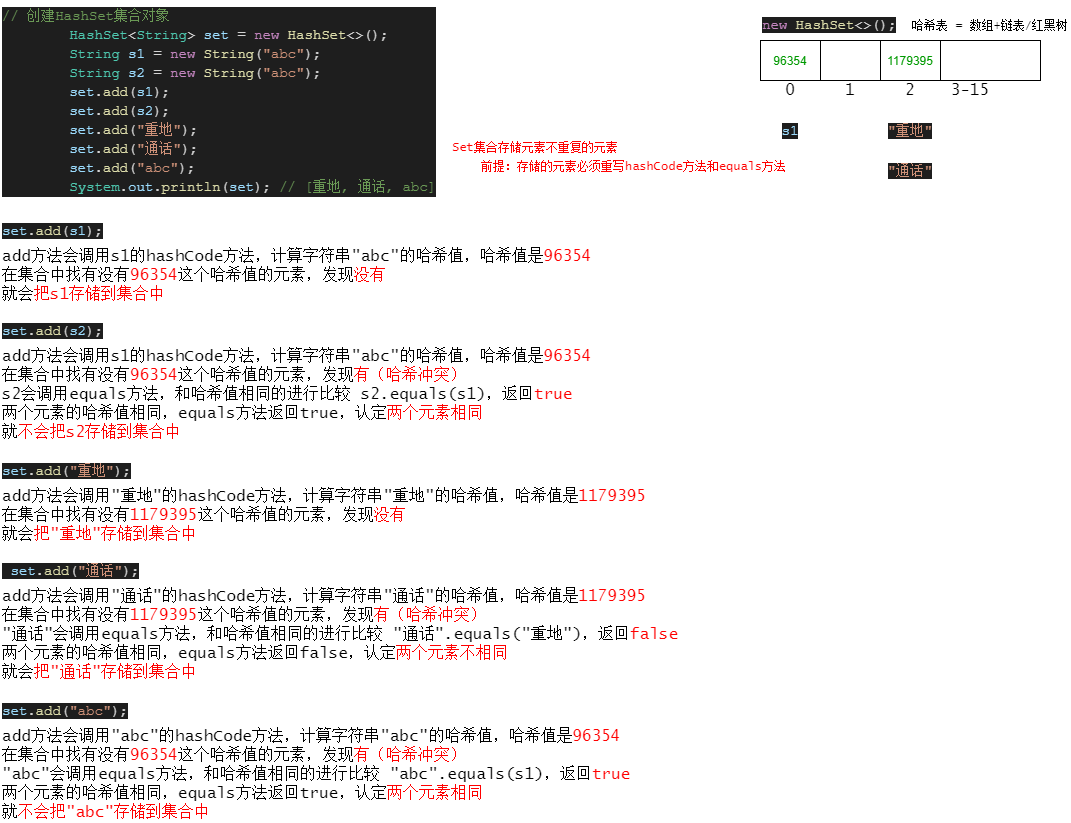 // 创建HashSet集合对象
HashSet<String> set = new HashSet<>();
String s1 = new String("abc");
String s2 = new String("abc");
set.add(s1);
set.add(s2);
set.add("重地");
set.add("通话");
set.add("abc");
System.out.println(set); // [重地, 通话, abc]
new HashSet<>(); 哈希表 = 数组+链表/红黑树
96354 1179395
0 1 2 3-15
s1 "重地"
"通话"
Set集合存储元素不重复的元素
前提: 存储的元素必须重写hashCode方法和equals方法
set.add(s1);
add方法会调用s1的hashCode方法, 计算字符串"abc"的哈希值, 哈希值是96354
在集合中找有没有96354这个哈希值的元素, 发现没有
就会把s1存储到集合中
set.add(s2);
add方法会调用s1的hashCode方法, 计算字符串"abc"的哈希值, 哈希值是96354
在集合中找有没有96354这个哈希值的元素, 发现有（哈希冲突）
s2会调用equals方法, 和哈希值相同的进行比较 s2.equals(s1), 返回true
两个元素的哈希值相同, equals方法返回true, 认定两个元素相同
就不会把s2存储到集合中
set.add("重地");
add方法会调用"重地"的hashCode方法, 计算字符串"重地"的哈希值, 哈希值是1179395
在集合中找有没有1179395这个哈希值的元素, 发现没有
就会把"重地"存储到集合中
set.add("通话");
add方法会调用"通话"的hashCode方法, 计算字符串"通话"的哈希值, 哈希值是1179395
在集合中找有没有1179395这个哈希值的元素, 发现有（哈希冲突）
"通话"会调用equals方法, 和哈希值相同的进行比较 "通话".equals("重地"), 返回false
两个元素的哈希值相同, equals方法返回false, 认定两个元素不相同
就会把"通话"存储到集合中
set.add("abc");
add方法会调用"abc"的hashCode方法, 计算字符串"abc"的哈希值, 哈希值是96354
在集合中找有没有96354这个哈希值的元素, 发现有（哈希冲突）
"abc"会调用equals方法, 和哈希值相同的进行比较 "abc".equals(s1), 返回true
两个元素的哈希值相同, equals方法返回true, 认定两个元素相同
就不会把"abc"存储到集合中